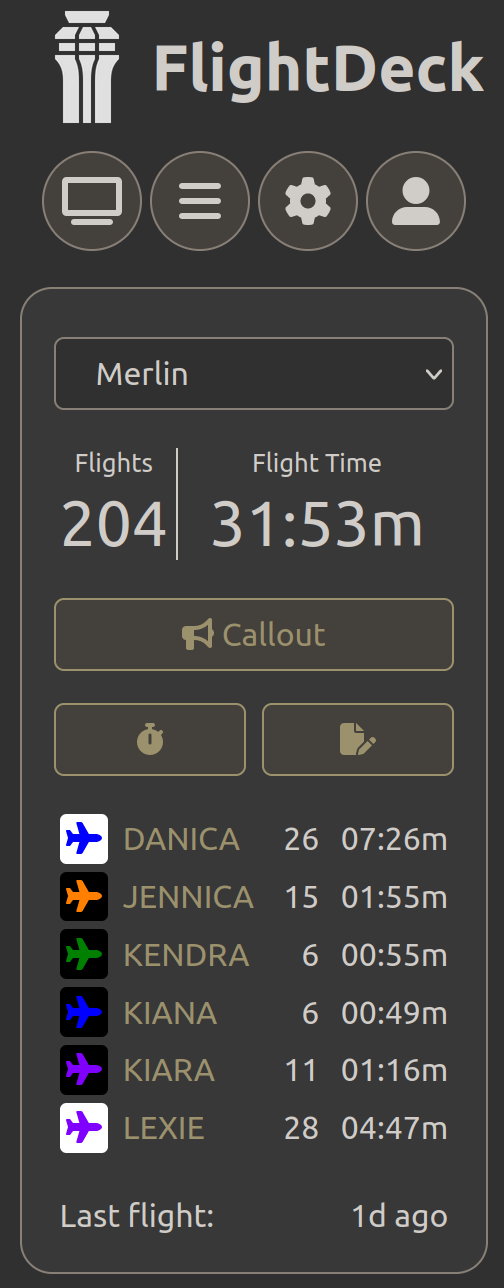 FlightDeck
Merlin
Flights
Flight Time
204
31:53m
Callout
DANICA 26 07:26m
JENNICA 15 01:55m
KENDRA 6 00:55m
KIANA 6 00:49m
KIARA 11 01:16m
LEXIE 28 04:47m
Last flight: 1d ago